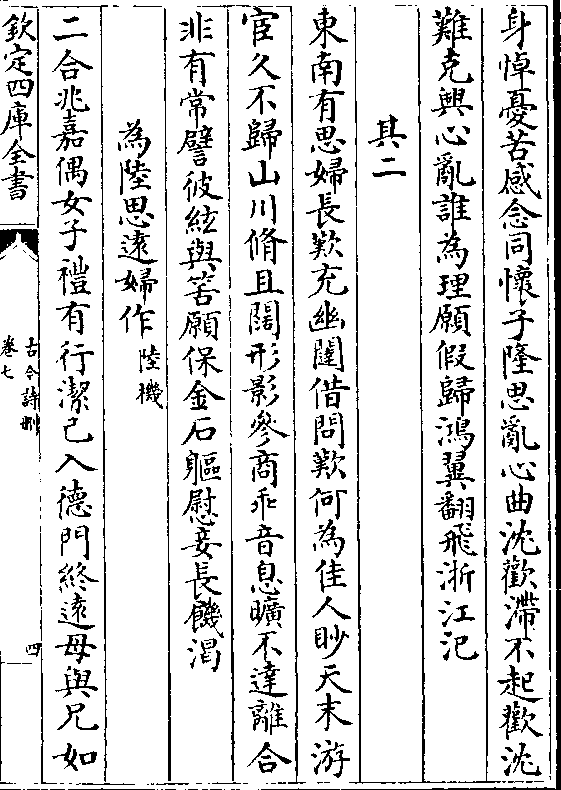 身悼憂苦感念同懷子隆思亂心曲沈歡滯不起歡沈
難克興心亂誰為理願假歸鴻翼翻飛浙江汜
其二
東南有思婦長歎充幽闥借問歎何為佳人眇天末游
宦久不歸山川脩且闊形影參商乖音息曠不達離合
非有常譬彼絃與筈願保金石軀慰妾長饑渴
為陸思遠婦作陸機
二合兆嘉偶女子禮有行潔己入德門終遠母與兄如
欽定四庫全書
古今詩刪
卷七
四